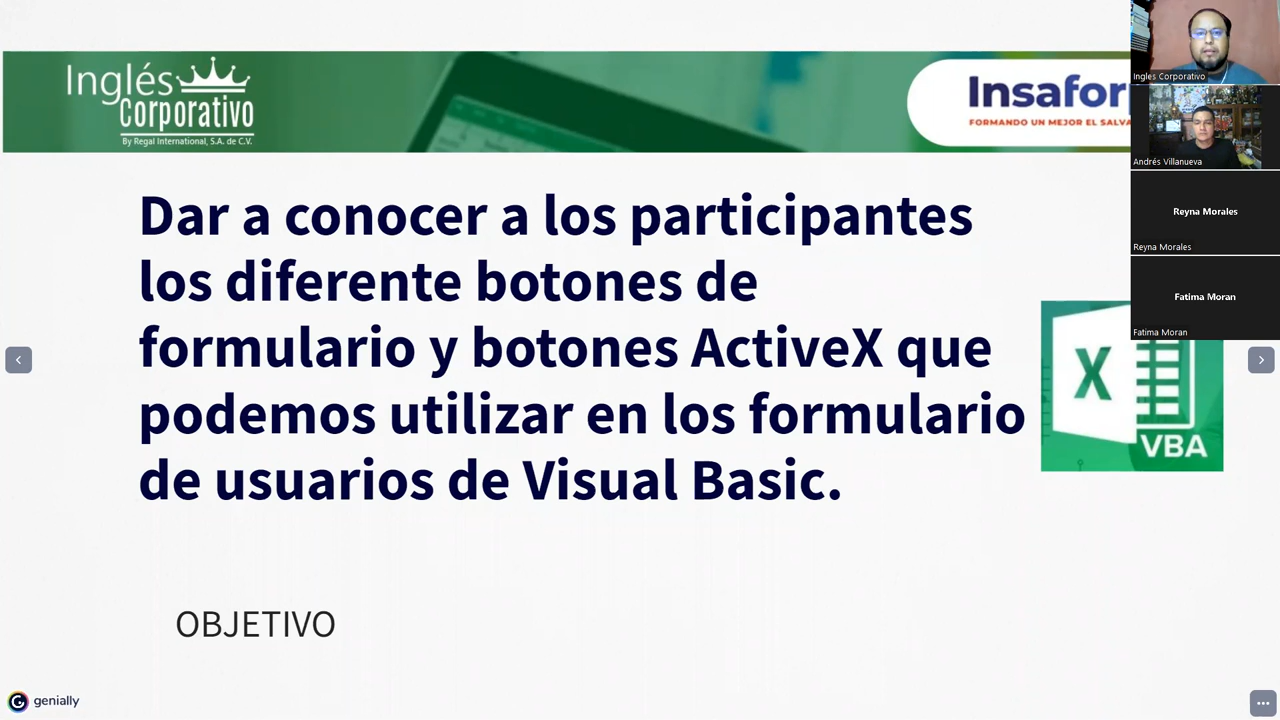 Inglés
Corporativo
By Regal International, S.A. de C.V.
Insafor
FORMANDO UN MEJOR EL SALVA
Dar a conocer a los participantes
los diferente botones de
formulario y botones ActiveX que
podemos utilizar en los formulario
de usuarios de Visual Basic.
OBJETIVO
X
VBA
genially
Ingles Corporativo
Andrés Villanueva
Reyna Morales
Reyna Morales
Fatima Moran
Fatima Moran